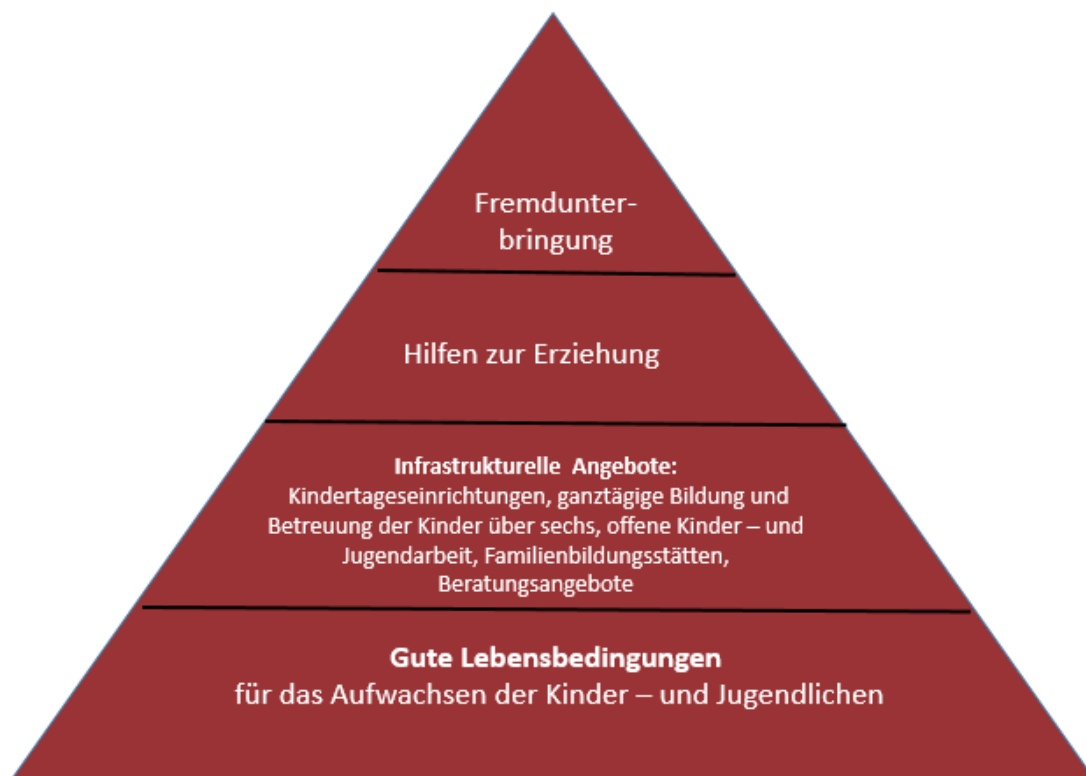 Fremdunter-
bringung
Hilfen zur Erziehung
Infrastrukturelle Angebote:
Kindertageseinrichtungen, ganztägige Bildung und
Betreuung der Kinder über sechs, offene Kinder – und
Jugendarbeit, Familienbildungsstätten,
Beratungsangebote
Gute Lebensbedingungen
für das Aufwachsen der Kinder – und Jugendlichen